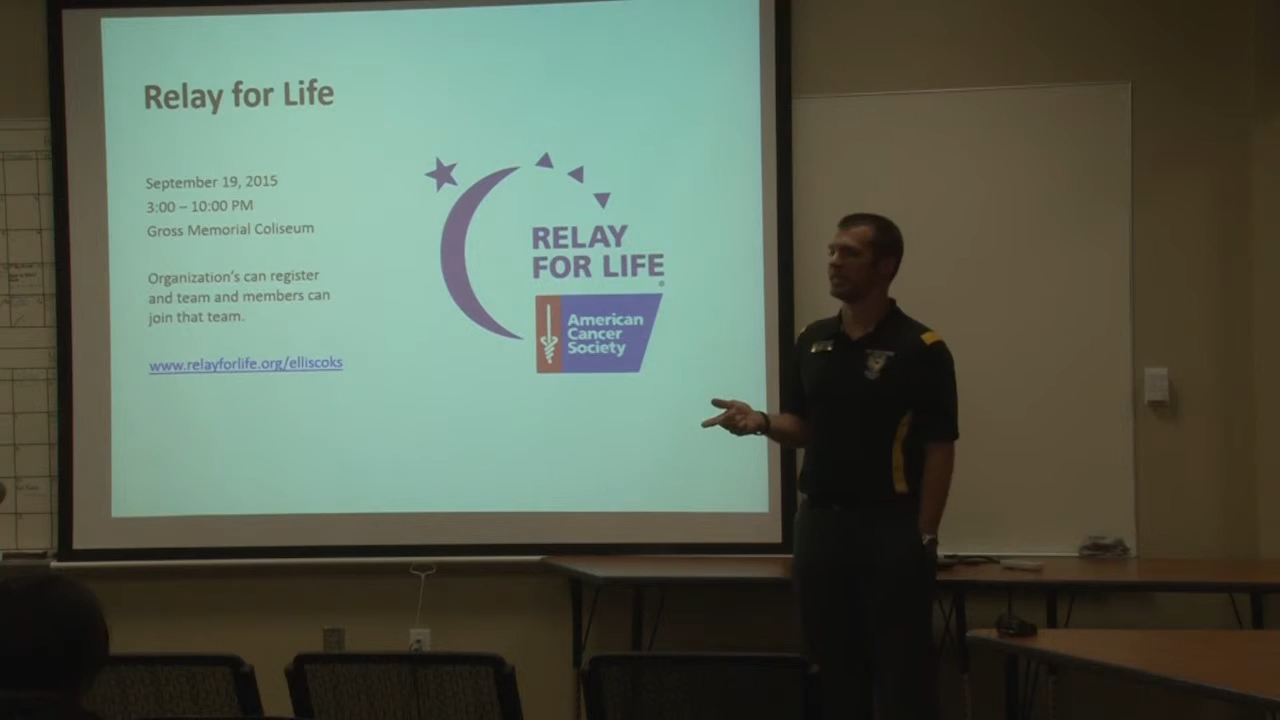 Relay for Life
September 19, 2015
3:00 – 10:00 PM
Gross Memorial Coliseum
Organization's can register
and team and members can
join that team.
www.relayforlife.org/elliscoks
RELAY
FOR LIFE
®
American
Cancer
Society